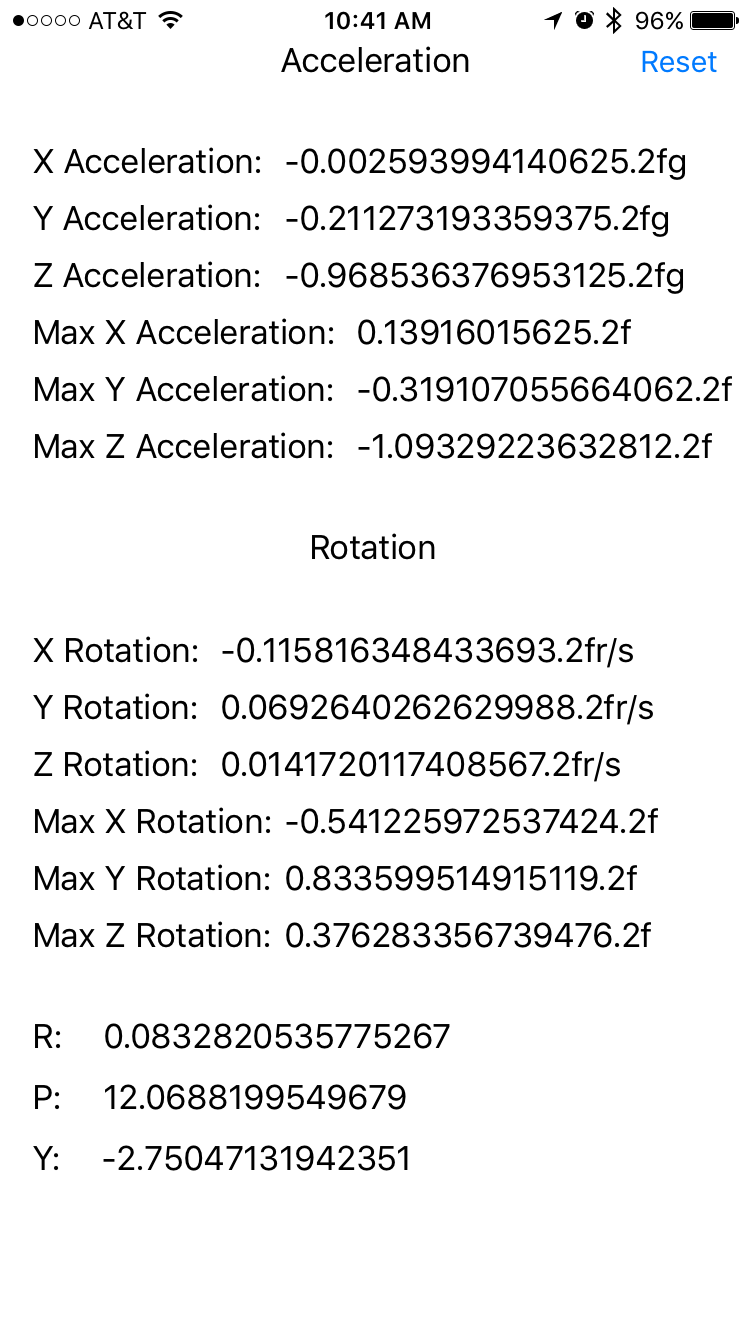 AT&T 10:41 AM 96%
Acceleration Reset
X Acceleration: -0.002593994140625.2fg
Y Acceleration: -0.211273193359375.2fg
Z Acceleration: -0.968536376953125.2fg
Max X Acceleration: 0.13916015625.2f
Max Y Acceleration: -0.319107055664062.2f
Max Z Acceleration: -1.09329223632812.2f
Rotation
X Rotation: -0.115816348433693.2fr/s
Y Rotation: 0.0692640262629988.2fr/s
Z Rotation: 0.0141720117408567.2fr/s
Max X Rotation: -0.541225972537424.2f
Max Y Rotation: 0.833599514915119.2f
Max Z Rotation: 0.376283356739476.2f
R: 0.0832820535775267
P: 12.0688199549679
Y: -2.75047131942351